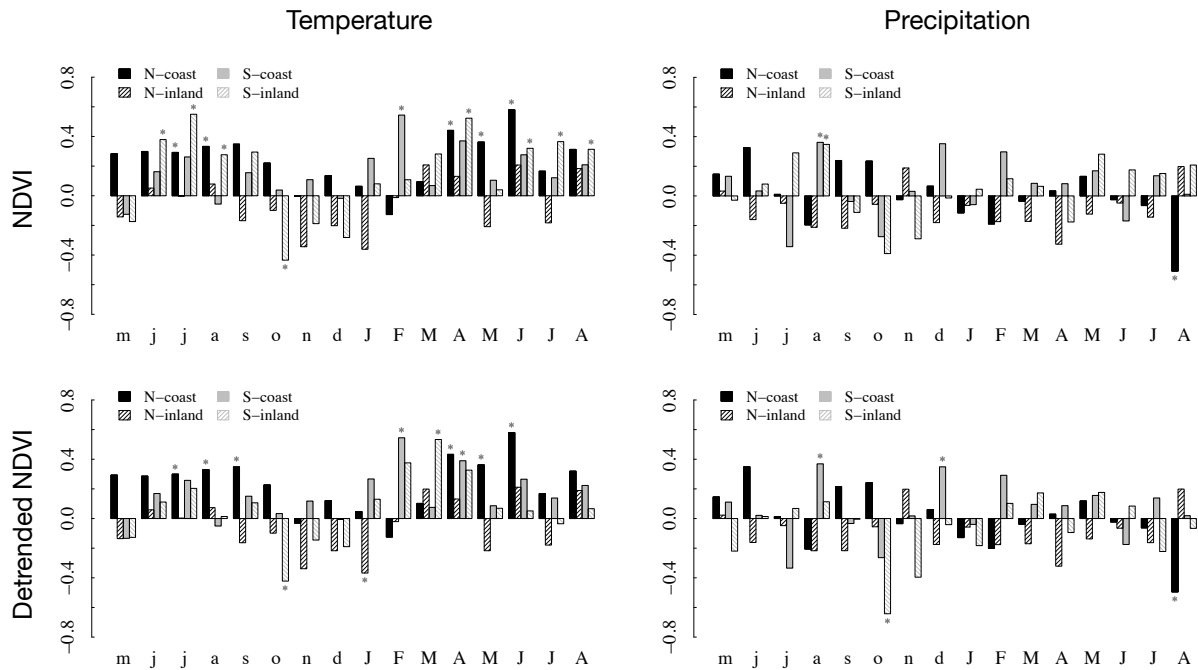 Temperature
Precipitation
NDVI
0.8
0.4
0.0
−0.4
−0.8
N−coast
N−inland
S−coast
S−inland
* * * * * * * * * * * * * *
*
m j j a s o n d J F M A M J J A
0.8
0.4
0.0
−0.4
−0.8
N−coast
N−inland
S−coast
S−inland
* *
*
m j j a s o n d J F M A M J J A
Detrended NDVI
0.8
0.4
0.0
−0.4
−0.8
N−coast
N−inland
S−coast
S−inland
* * * * * * * * *
* *
m j j a s o n d J F M A M J J A
0.8
0.4
0.0
−0.4
−0.8
N−coast
N−inland
S−coast
S−inland
* *
* *
m j j a s o n d J F M A M J J A